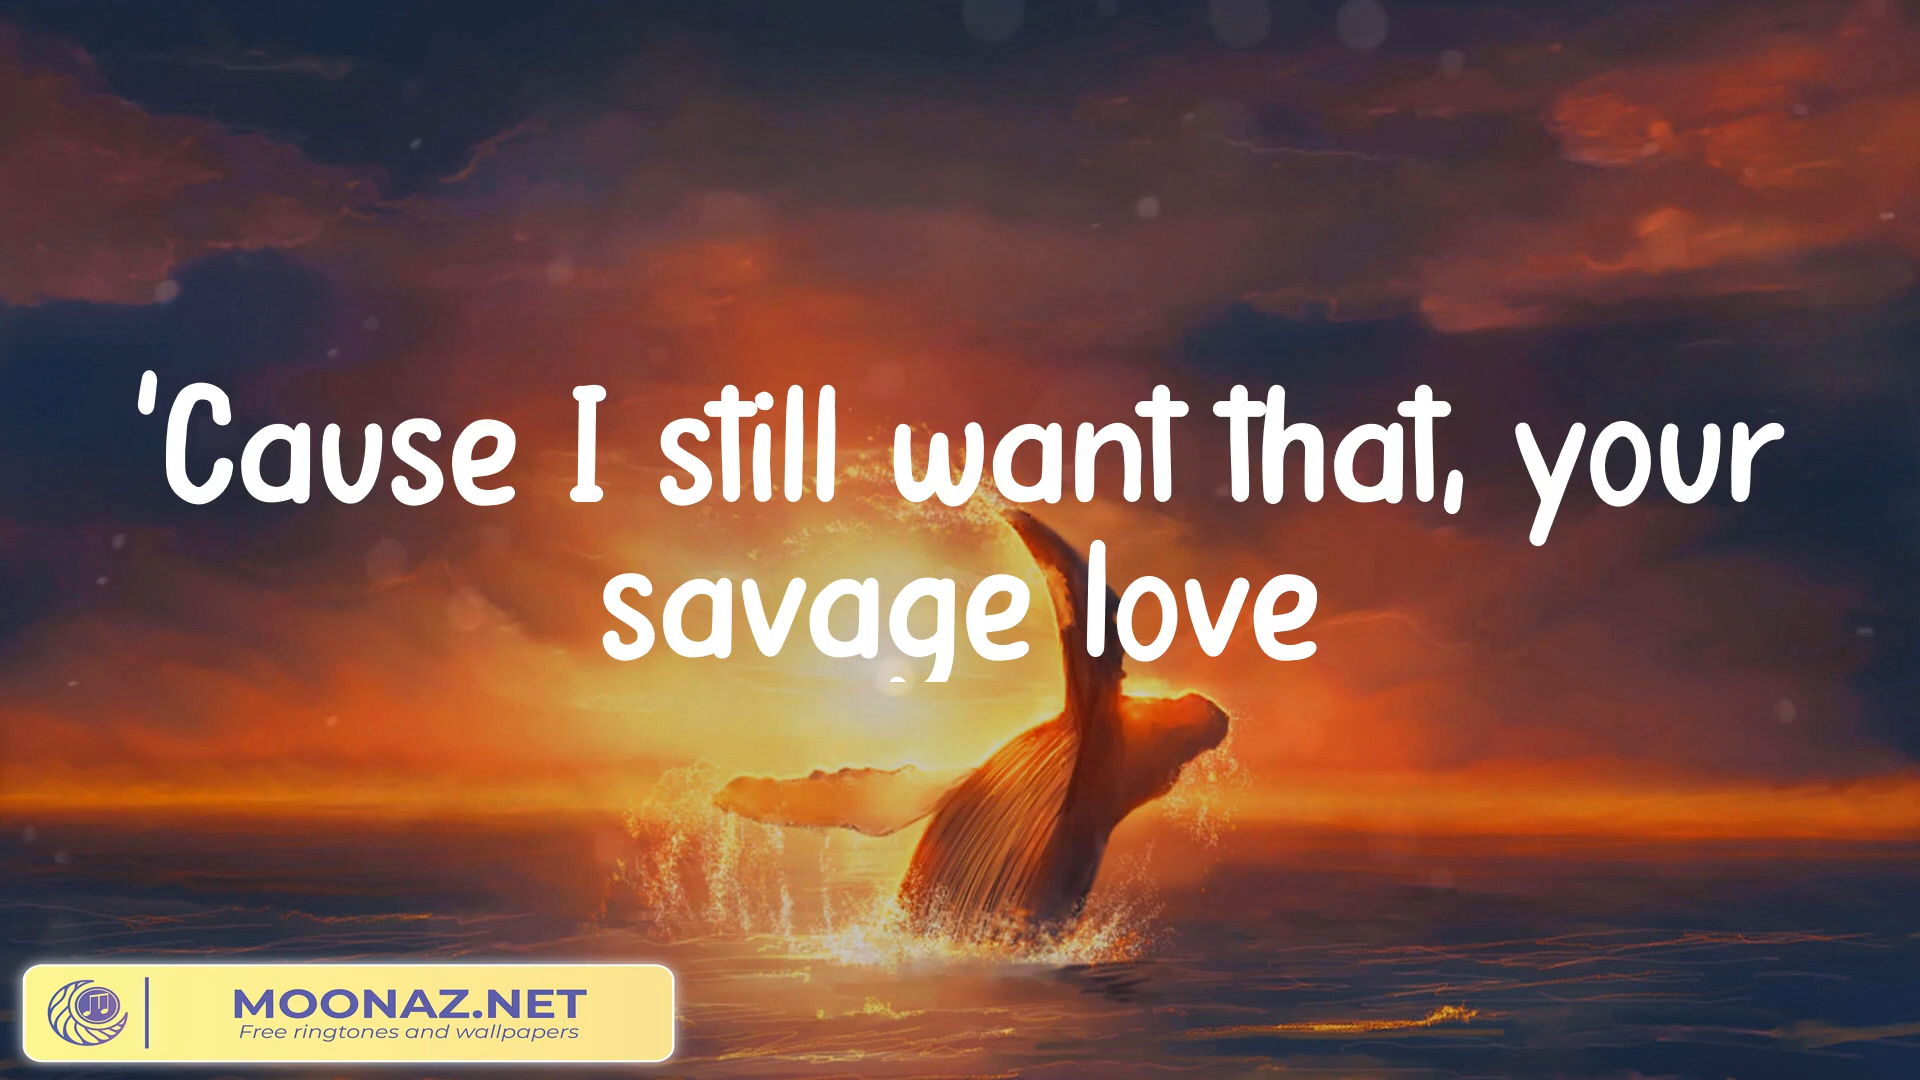 'Cause I still want that, your
savage love
MOONAZ.NET
Free ringtones and wallpapers